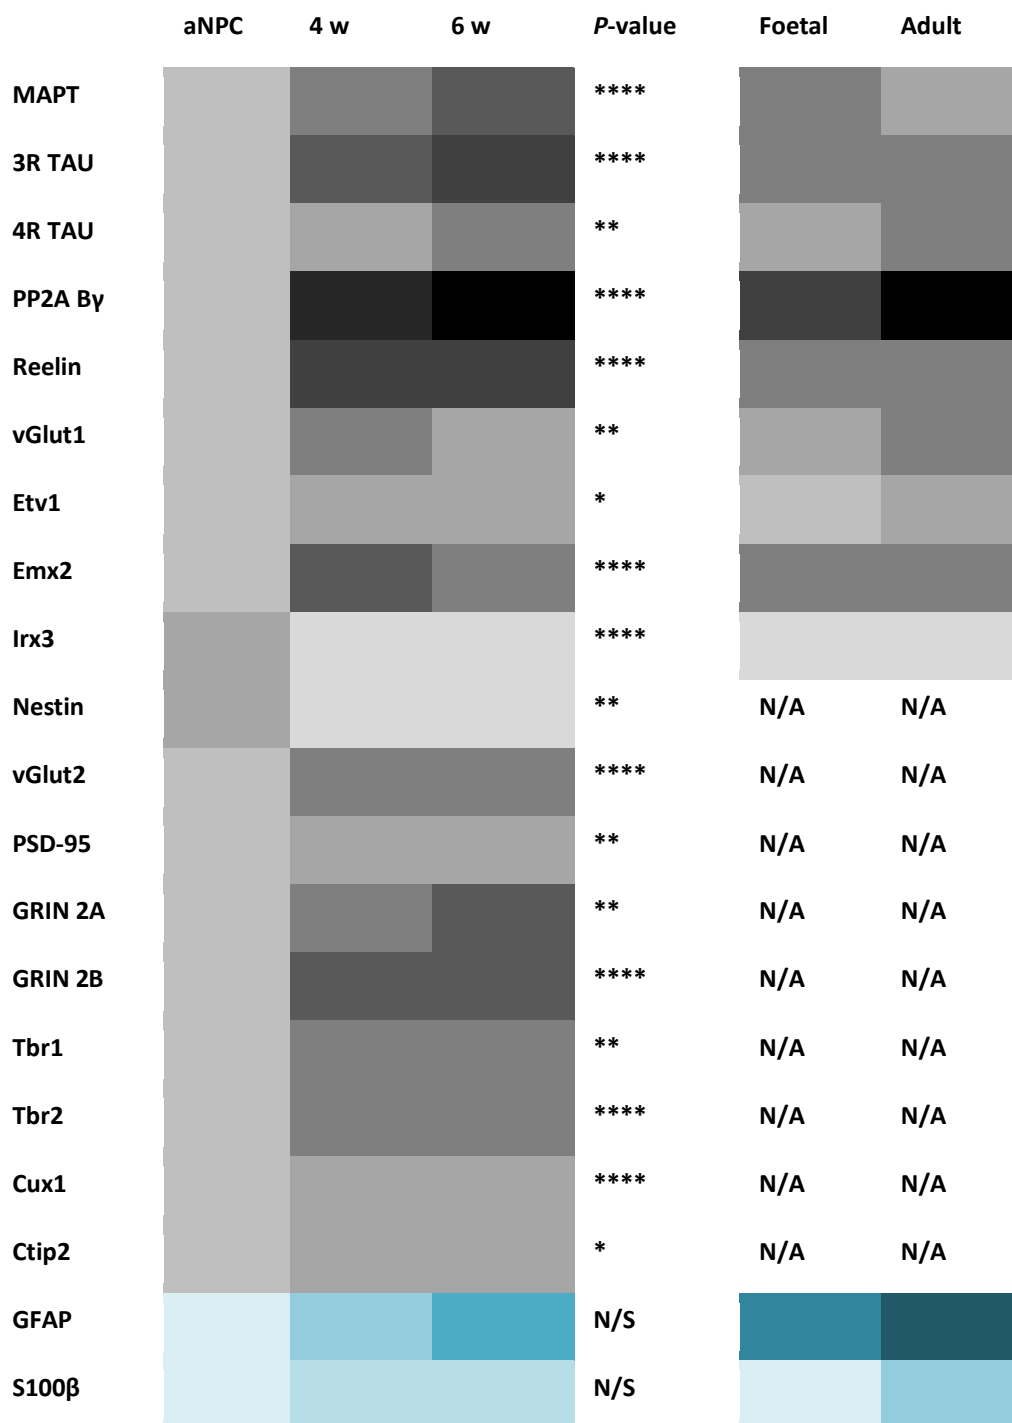 aNPC 4 w 6 w P-value Foetal Adult
MAPT ****
3R TAU ****
4R TAU **
PP2A Bγ ****
Reelin ****
vGlut1 **
Etv1 *
Emx2 ****
Irx3 ****
Nestin ** N/A N/A
vGlut2 **** N/A N/A
PSD-95 ** N/A N/A
GRIN 2A ** N/A N/A
GRIN 2B **** N/A N/A
Tbr1 ** N/A N/A
Tbr2 **** N/A N/A
Cux1 **** N/A N/A
Ctip2 * N/A N/A
GFAP N/S
S100β N/S